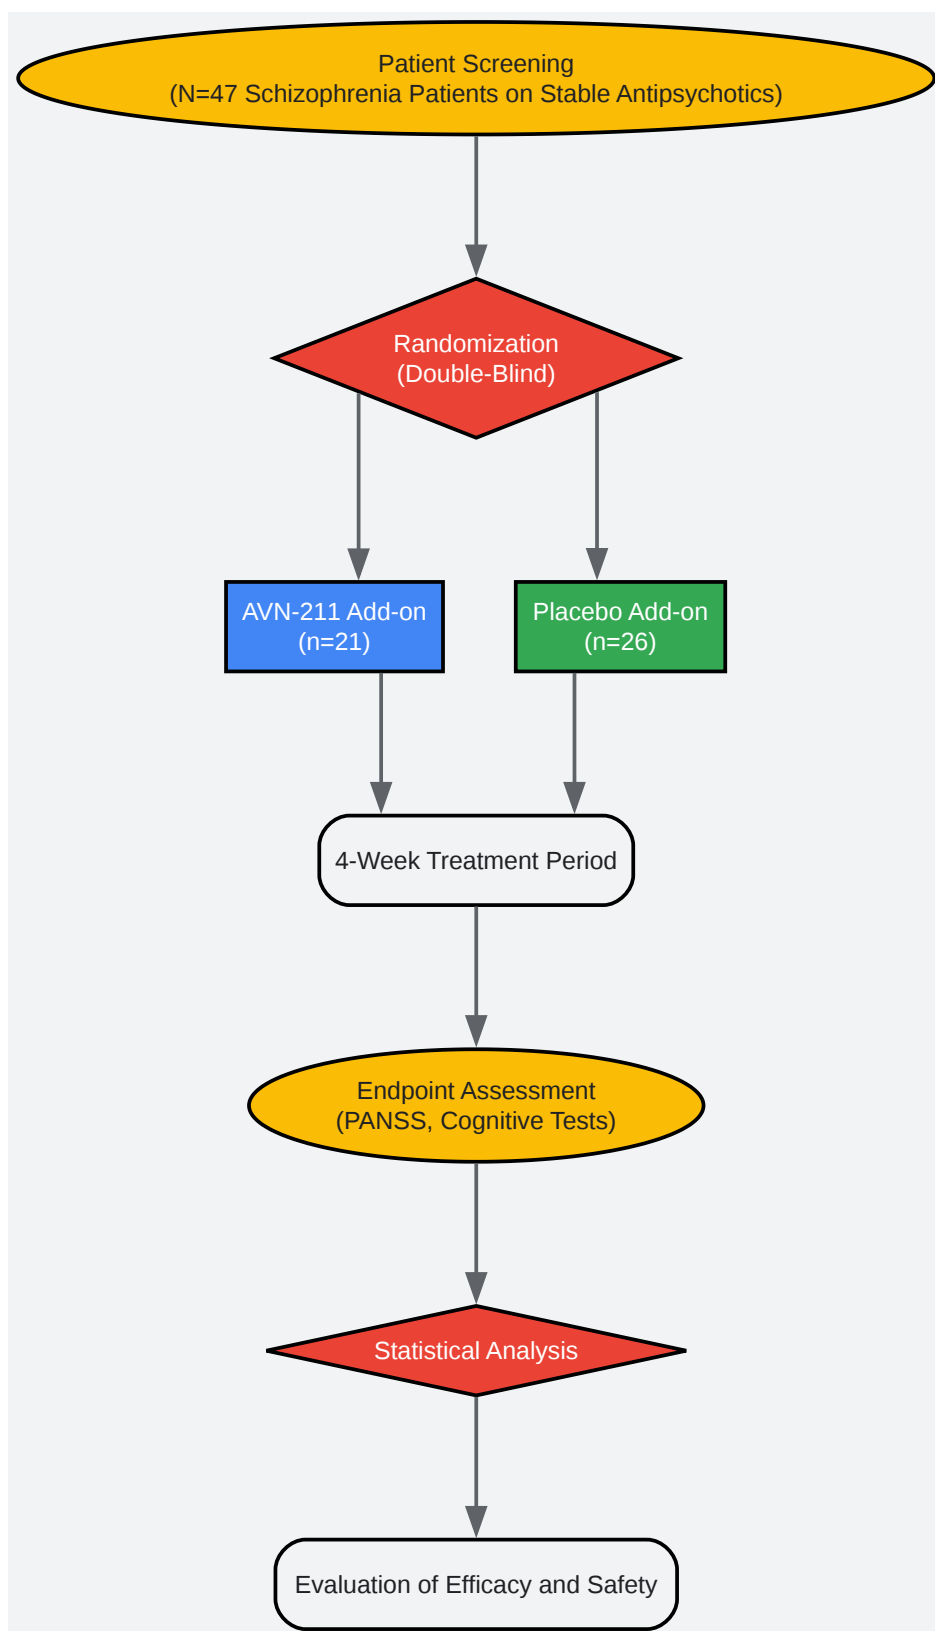 Patient Screening
(N=47 Schizophrenia Patients on Stable Antipsychotics)
Randomization
(Double-Blind)
AVN-211 Add-on
(n=21)
Placebo Add-on
(n=26)
4-Week Treatment Period
Endpoint Assessment
(PANSS, Cognitive Tests)
Statistical Analysis
Evaluation of Efficacy and Safety